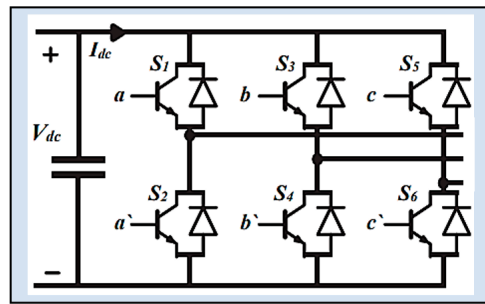 + I_dc
S1 S3 S5
a b c
V_dc
S2 S4 S6
a` b` c`
−